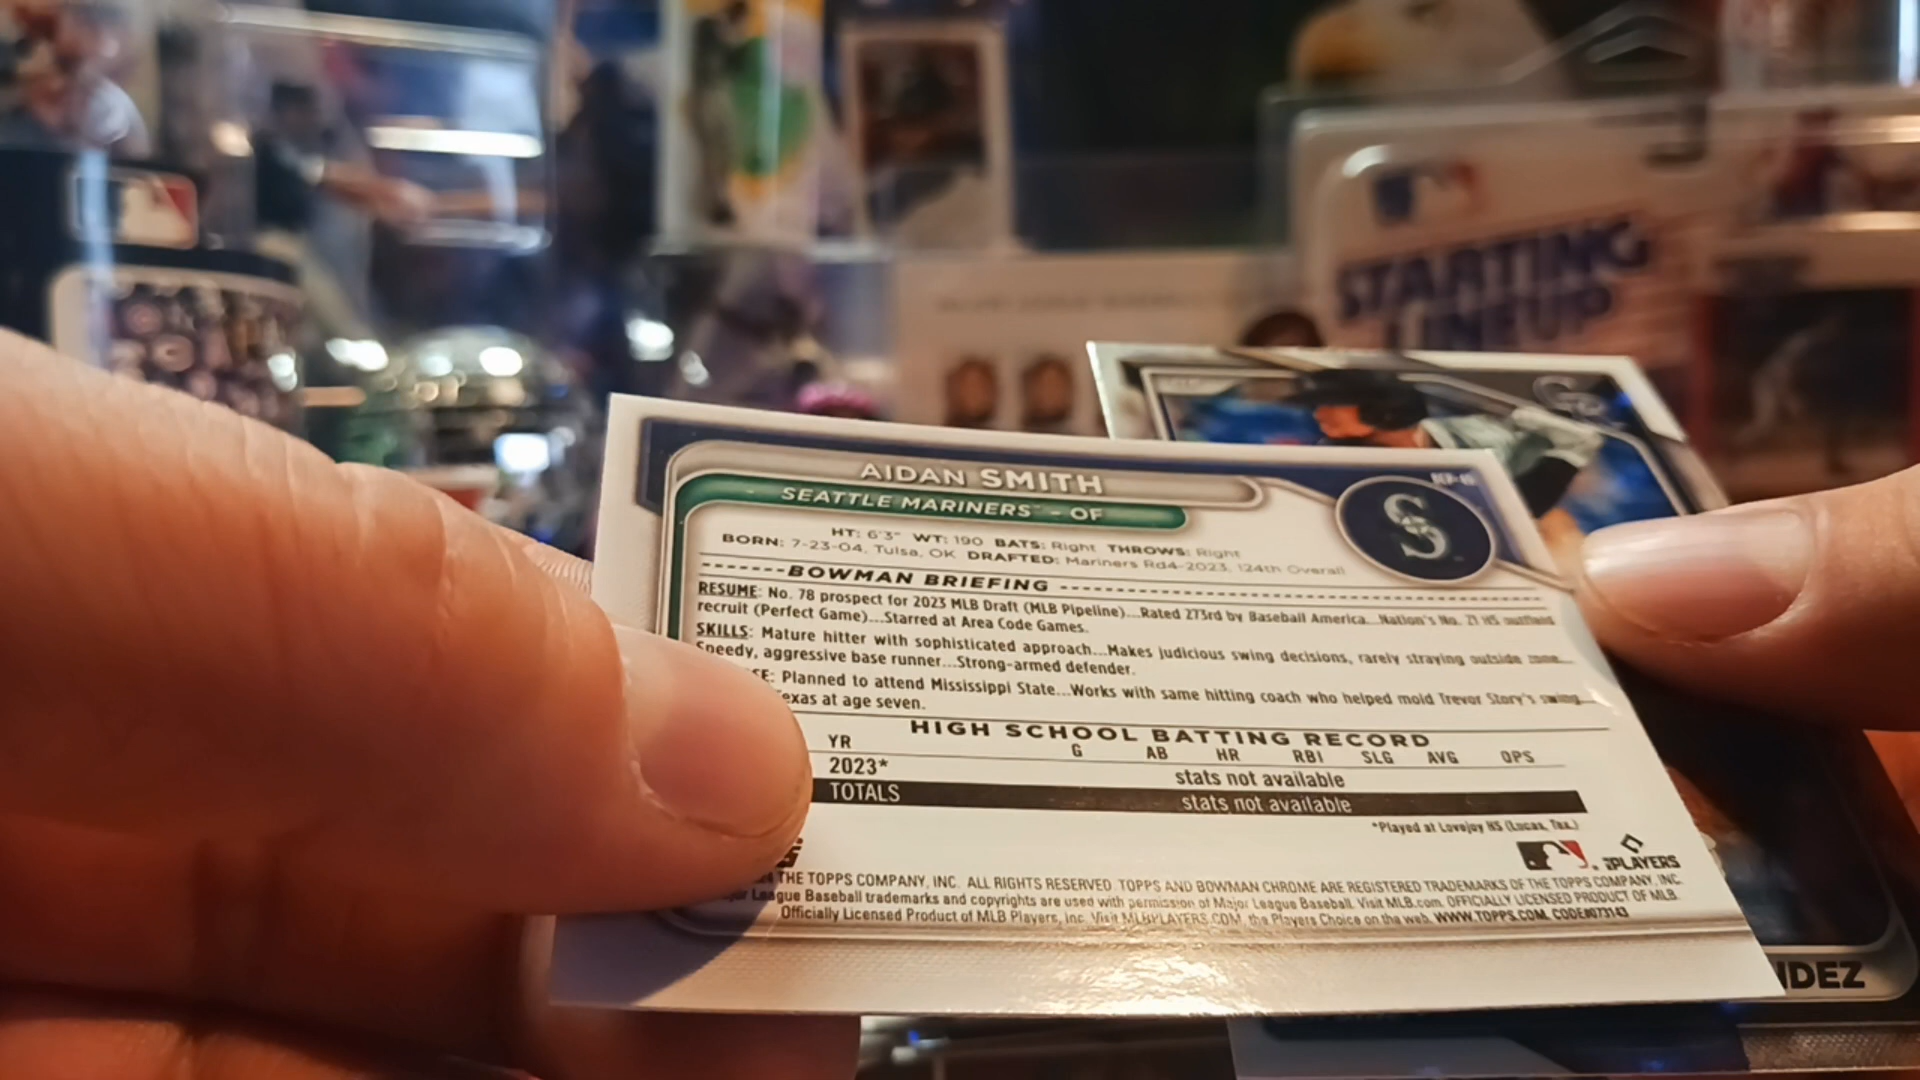 STARTING
LINEUP
AIDAN SMITH
SEATTLE MARINERS™ - OF
S
HT: 6'3" WT: 190 BATS: Right THROWS: Right
BORN: 7-23-04, Tulsa, OK DRAFTED: Mariners Rd4-2023, 124th Overall
BOWMAN BRIEFING
RESUME: No. 78 prospect for 2023 MLB Draft (MLB Pipeline)...Rated 273rd by Baseball America...Nation's No. 21 HS outfield
recruit (Perfect Game)...Starred at Area Code Games.
SKILLS: Mature hitter with sophisticated approach...Makes judicious swing decisions, rarely straying outside zone...
Speedy, aggressive base runner...Strong-armed defender.
Planned to attend Mississippi State...Works with same hitting coach who helped mold Trevor Story's swing...
exas at age seven.
HIGH SCHOOL BATTING RECORD
YR G AB HR RBI SLG AVG OPS
2023* stats not available
TOTALS stats not available
*Played at Lovejoy HS (Lucas, Tex.)
PLAYERS
THE TOPPS COMPANY, INC. ALL RIGHTS RESERVED. TOPPS AND BOWMAN CHROME ARE REGISTERED TRADEMARKS OF THE TOPPS COMPANY, INC.
League Baseball trademarks and copyrights are used with permission of Major League Baseball. Visit MLB.com. OFFICIALLY LICENSED PRODUCT OF MLB.
Officially Licensed Product of MLB Players, Inc. Visit MLBPLAYERS.COM, the Players Choice on the web. WWW.TOPPS.COM. CODE#073143
NDEZ